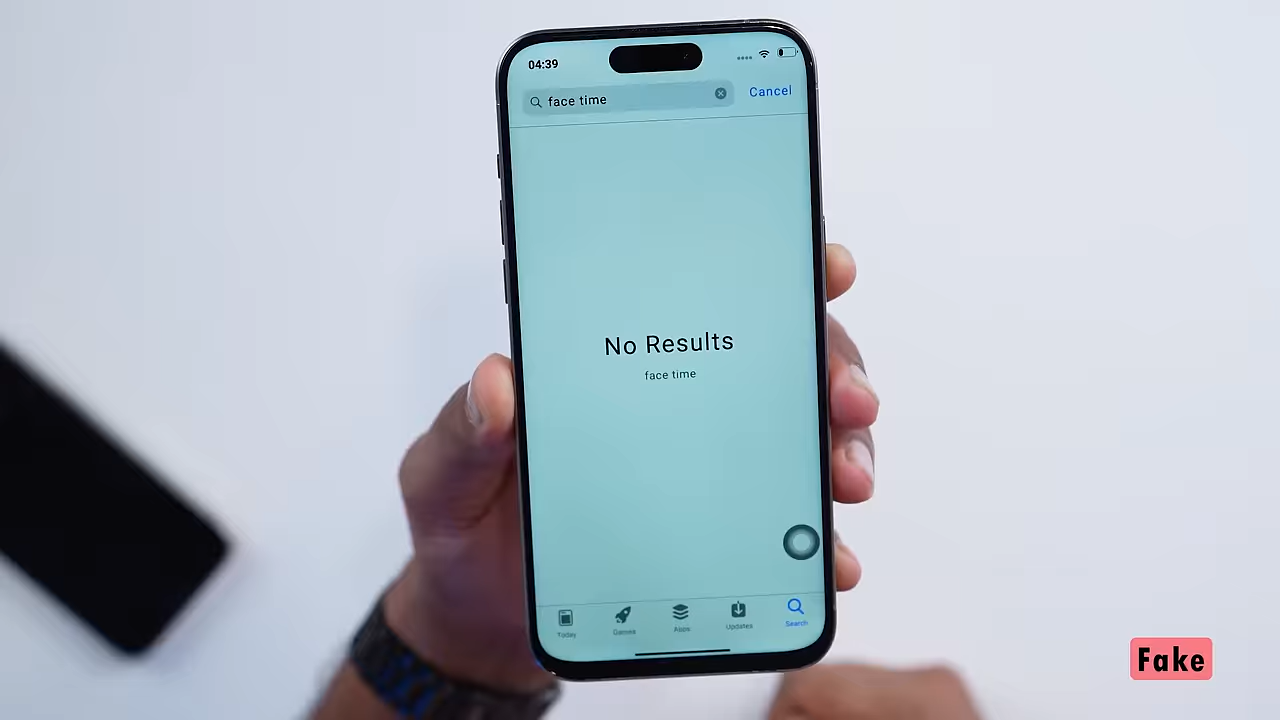 04:39
face time
Cancel
No Results
face time
Today
Games
Apps
Updates
Search
Fake